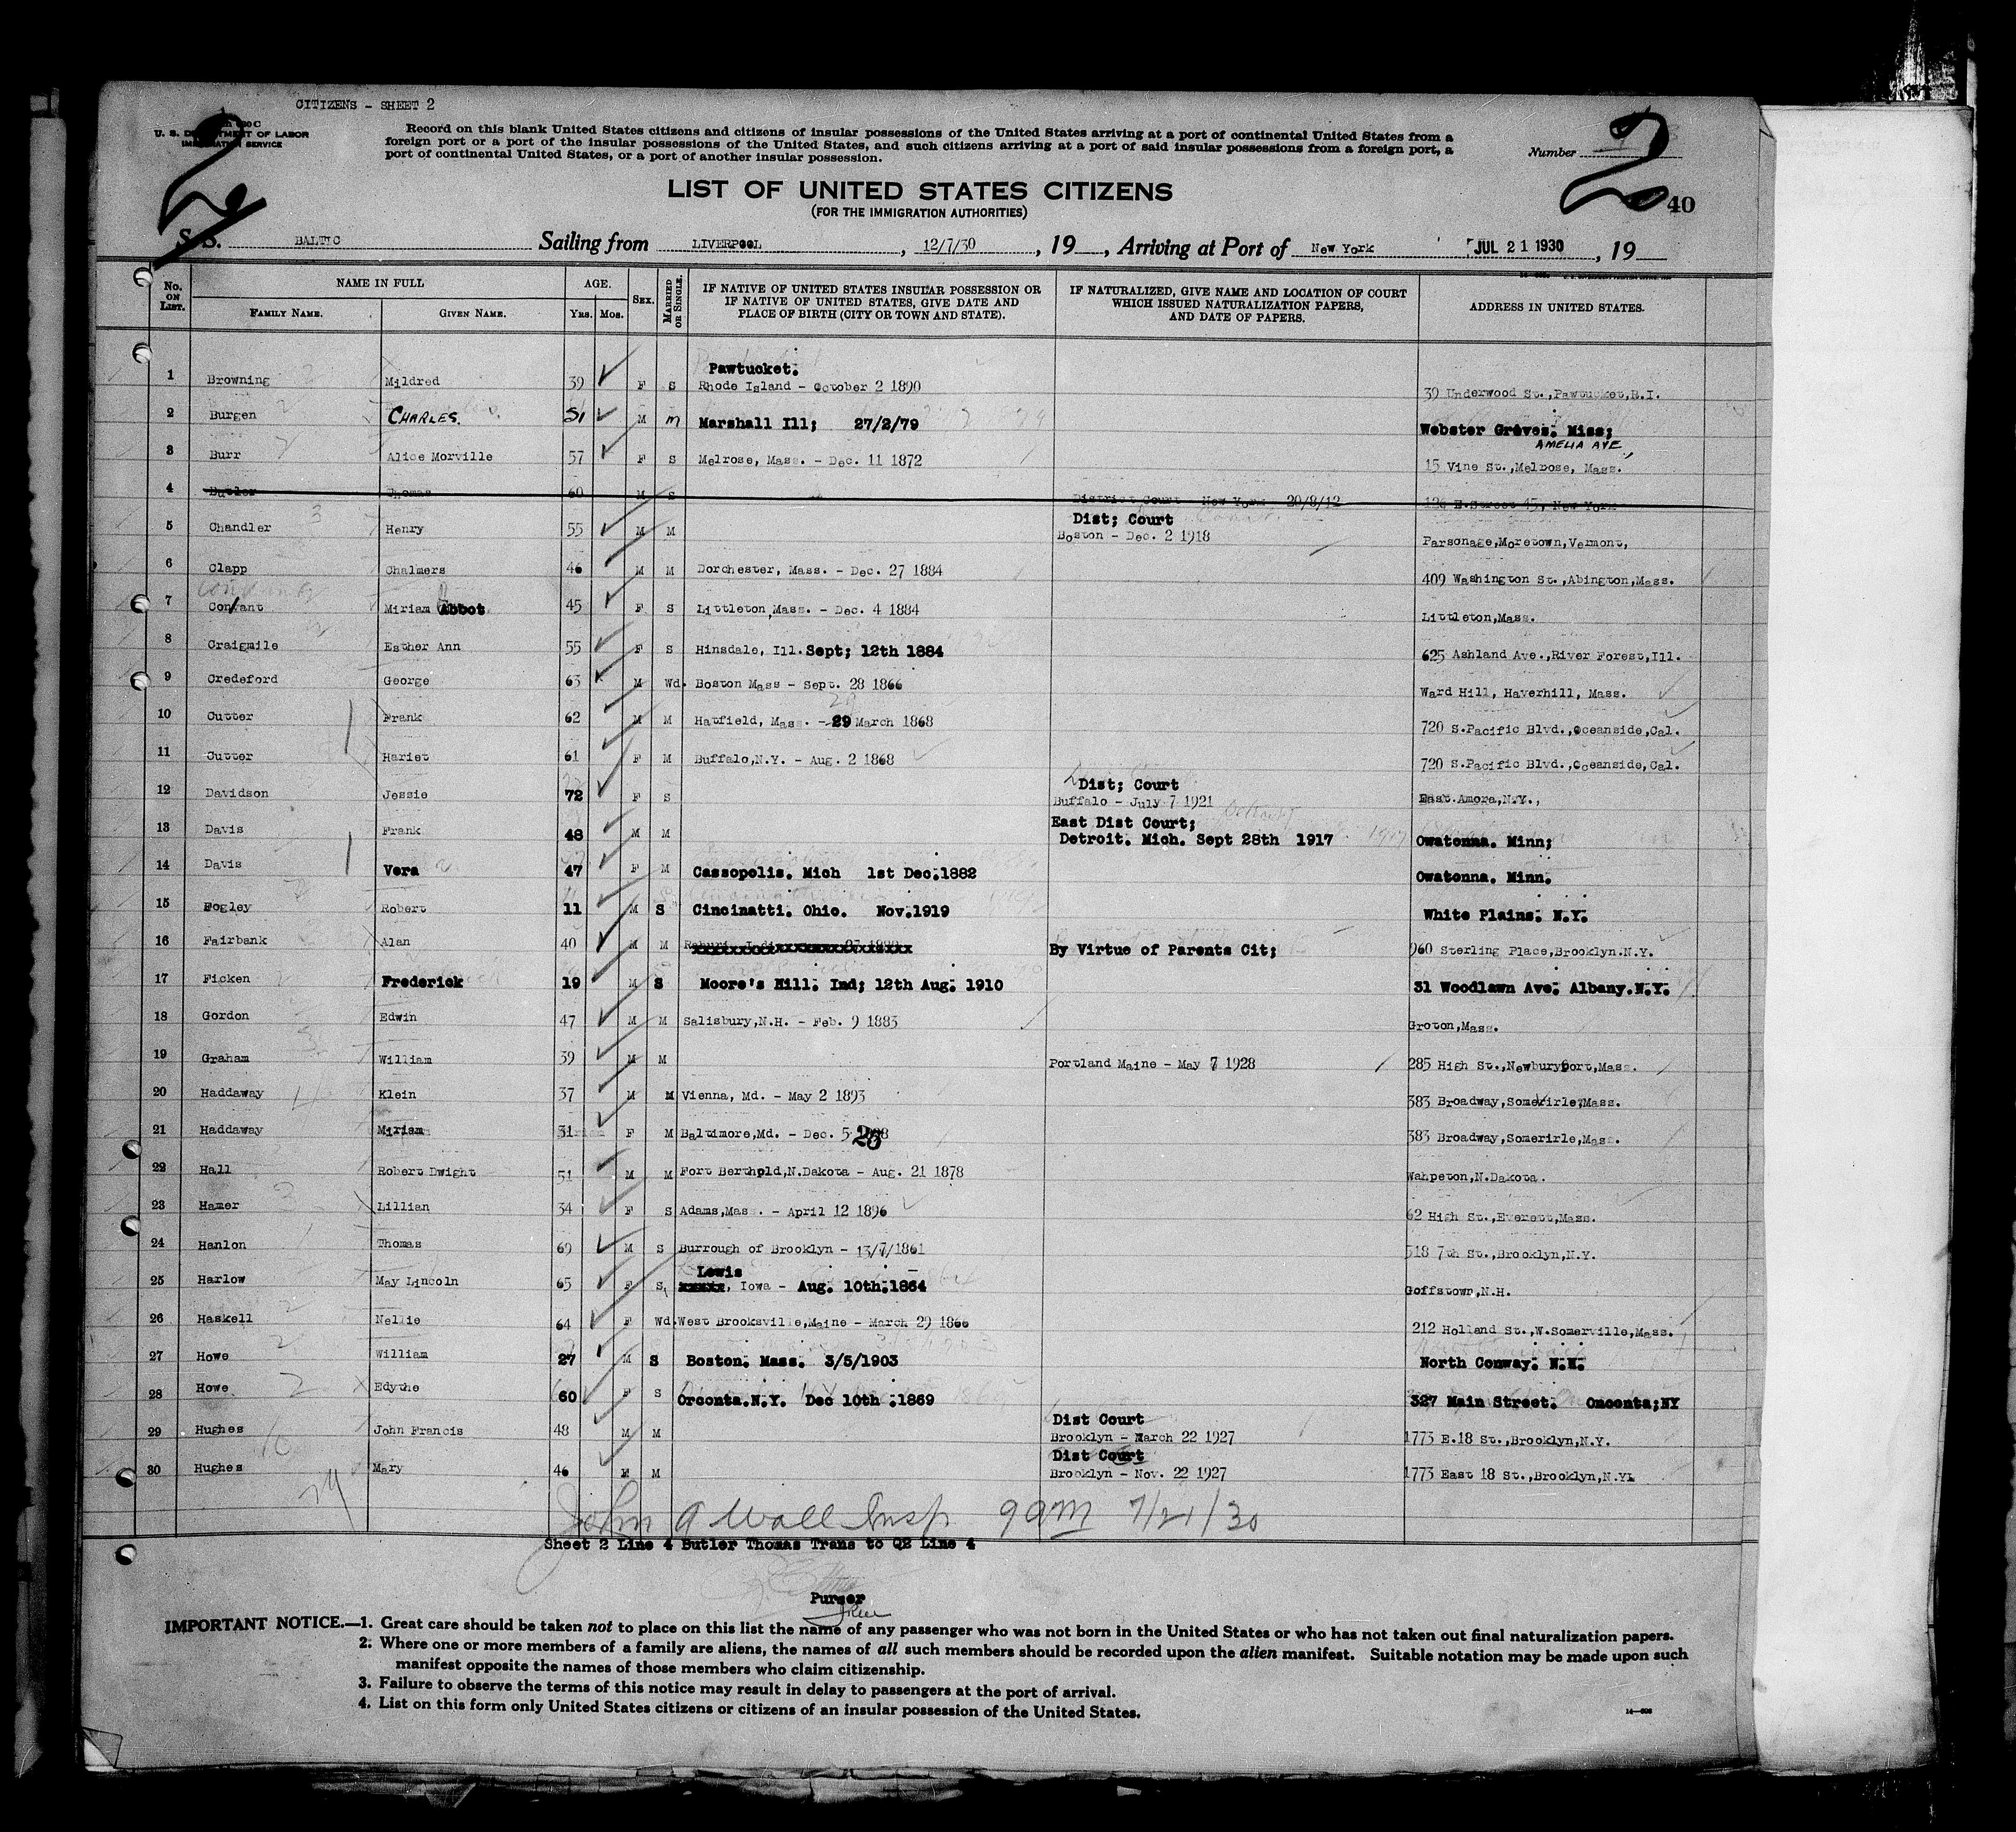 CITIZENS - SHEET 2
U. S. DEPARTMENT OF LABOR
IMMIGRATION SERVICE
Record on this blank United States citizens and citizens of insular possessions of the United States arriving at a port of continental United States from a
foreign port or a port of the insular possessions of the United States, and such citizens arriving at a port of said insular possessions from a foreign port, a
port of continental United States, or a port of another insular possession.
Number
2
2
40
LIST OF UNITED STATES CITIZENS
(FOR THE IMMIGRATION AUTHORITIES)
S. S. BALTIC Sailing from LIVERPOOL, 12/7/30, 19, Arriving at Port of New York JUL 21 1930, 19
No. ON LIST. NAME IN FULL FAMILY NAME. GIVEN NAME. AGE. Yrs. Mos. SEX. MARRIED OR SINGLE. IF NATIVE OF UNITED STATES INSULAR POSSESSION OR IF NATIVE OF UNITED STATES, GIVE DATE AND PLACE OF BIRTH (CITY OR TOWN AND STATE). IF NATURALIZED, GIVE NAME AND LOCATION OF COURT WHICH ISSUED NATURALIZATION PAPERS, AND DATE OF PAPERS. ADDRESS IN UNITED STATES.
1 Browning Mildred 39 F S Pawtucket. Rhode Island - October 2 1890 39 Underwood St.,Pawtucket,R.I.
2 Burgen CHARLES. 51 M m Marshall Ill; 27/2/79 Webster Groves. Miss;
AMELIA AVE.,
3 Burr Alice Morville 57 F S Melrose, Mass. - Dec. 11 1872 15 Vine St.,Melrose, Mass.
4 Butler Thomas 60 M S District Court New York 20/8/12 126 E.Street 45, New York
5 Chandler Henry 55 M M Dist; Court Boston - Dec. 2 1918 Parsonage,Moretown,Vermont,
6 Clapp Chalmers 46 M M Dorchester, Mass. - Dec. 27 1884 409 Washington St.,Abington,Mass.
7 Conant Miriam Abbot 45 F S Littleton,Mass. - Dec. 4 1884 Littleton,Mass.
8 Craigmile Esther Ann 55 F S Hinsdale, Ill. Sept; 12th 1884 625 Ashland Ave.,River Forest,Ill.
9 Credeford George 63 M Wd. Boston Mass - Sept. 28 1866 Ward Hill, Haverhill, Mass.
10 Cutter Frank 62 M M Hatfield, Mass. - 29 March 1868 720 S.Pacific Blvd.,Oceanside,Cal.
11 Cutter Hariet 61 F M Buffalo,N.Y. - Aug. 2 1868 720 S.Pacific Blvd.,Oceanside,Cal.
12 Davidson Jessie 72 F S Dist; Court Buffalo - July 7 1921 East.Amora,N.Y.,
13 Davis Frank 48 M M East Dist Court; Detroit. Mich. Sept 28th 1917 Owatonna. Minn;
14 Davis Vera 47 F M Cassopolis. Mich 1st Dec.1882 Owatonna. Minn.
15 Fogley Robert 11 M S Cincinatti. Ohio. Nov.1919 White Plains. N.Y.
16 Fairbank Alan 40 M M By Virtue of Parents Cit; 960 Sterling Place,Brooklyn.N.Y.
17 Ficken Frederick 19 M S Moore's Hill. Ind; 12th Aug. 1910 31 Woodlawn Ave. Albany.N.Y.
18 Gordon Edwin 47 M M Salisbury,N.H. - Feb. 9 1883 Groton,Mass.
19 Graham William 39 M M Portland Maine - May 7 1928 285 High St.,Newburyport,Mass.
20 Haddaway Klein 37 M M Vienna, Md. - May 2 1893 383 Broadway,Somerirle,Mass.
21 Haddaway Miriam 31 F M Baltimore,Md. - Dec. 25 383 Broadway,Somerirle,Mass.
22 Hall Robert Dwight 51 M M Fort Berthold,N.Dakota - Aug. 21 1878 Wahpeton,N.Dakota.
23 Hamer Lillian 34 F S Adams,Mass. - April 12 1896 62 High St.,Everett,Mass.
24 Hanlon Thomas 69 M S Burrough of Brooklyn - 13/7/1861 518 7th St.,Brooklyn,N.Y.
25 Harlow May Lincoln 65 F S Lewis xxxxx, Iowa - Aug. 10th.1864 Goffstown,N.H.
26 Haskell Nellie 64 F Wd. West Brooksville,Maine - March 29 1866 212 Holland St.,W.Somerville,Mass.
27 Howe William 27 M S Boston. Mass. 3/5/1903 North Conway. N.H.
28 Howe Edythe 60 F S Orconta.N.Y. Dec 10th .1869 327 Main Street. Omconta;NY
29 Hughes John Francis 48 M M Dist Court Brooklyn - March 22 1927 1773 E.18 St.,Brooklyn,N.Y.
30 Hughes Mary 46 M M Dist Court Brooklyn - Nov. 22 1927 1773 East 18 St.,Brooklyn,N.Y.
John A Wall Insp 9am 7/21/30
Sheet 2 Line 4 Butler Thomas Trans to Q2 Line 4
Purser
IMPORTANT NOTICE.—1. Great care should be taken not to place on this list the name of any passenger who was not born in the United States or who has not taken out final naturalization papers.
2. Where one or more members of a family are aliens, the names of all such members should be recorded upon the alien manifest. Suitable notation may be made upon such
manifest opposite the names of those members who claim citizenship.
3. Failure to observe the terms of this notice may result in delay to passengers at the port of arrival.
4. List on this form only United States citizens or citizens of an insular possession of the United States.